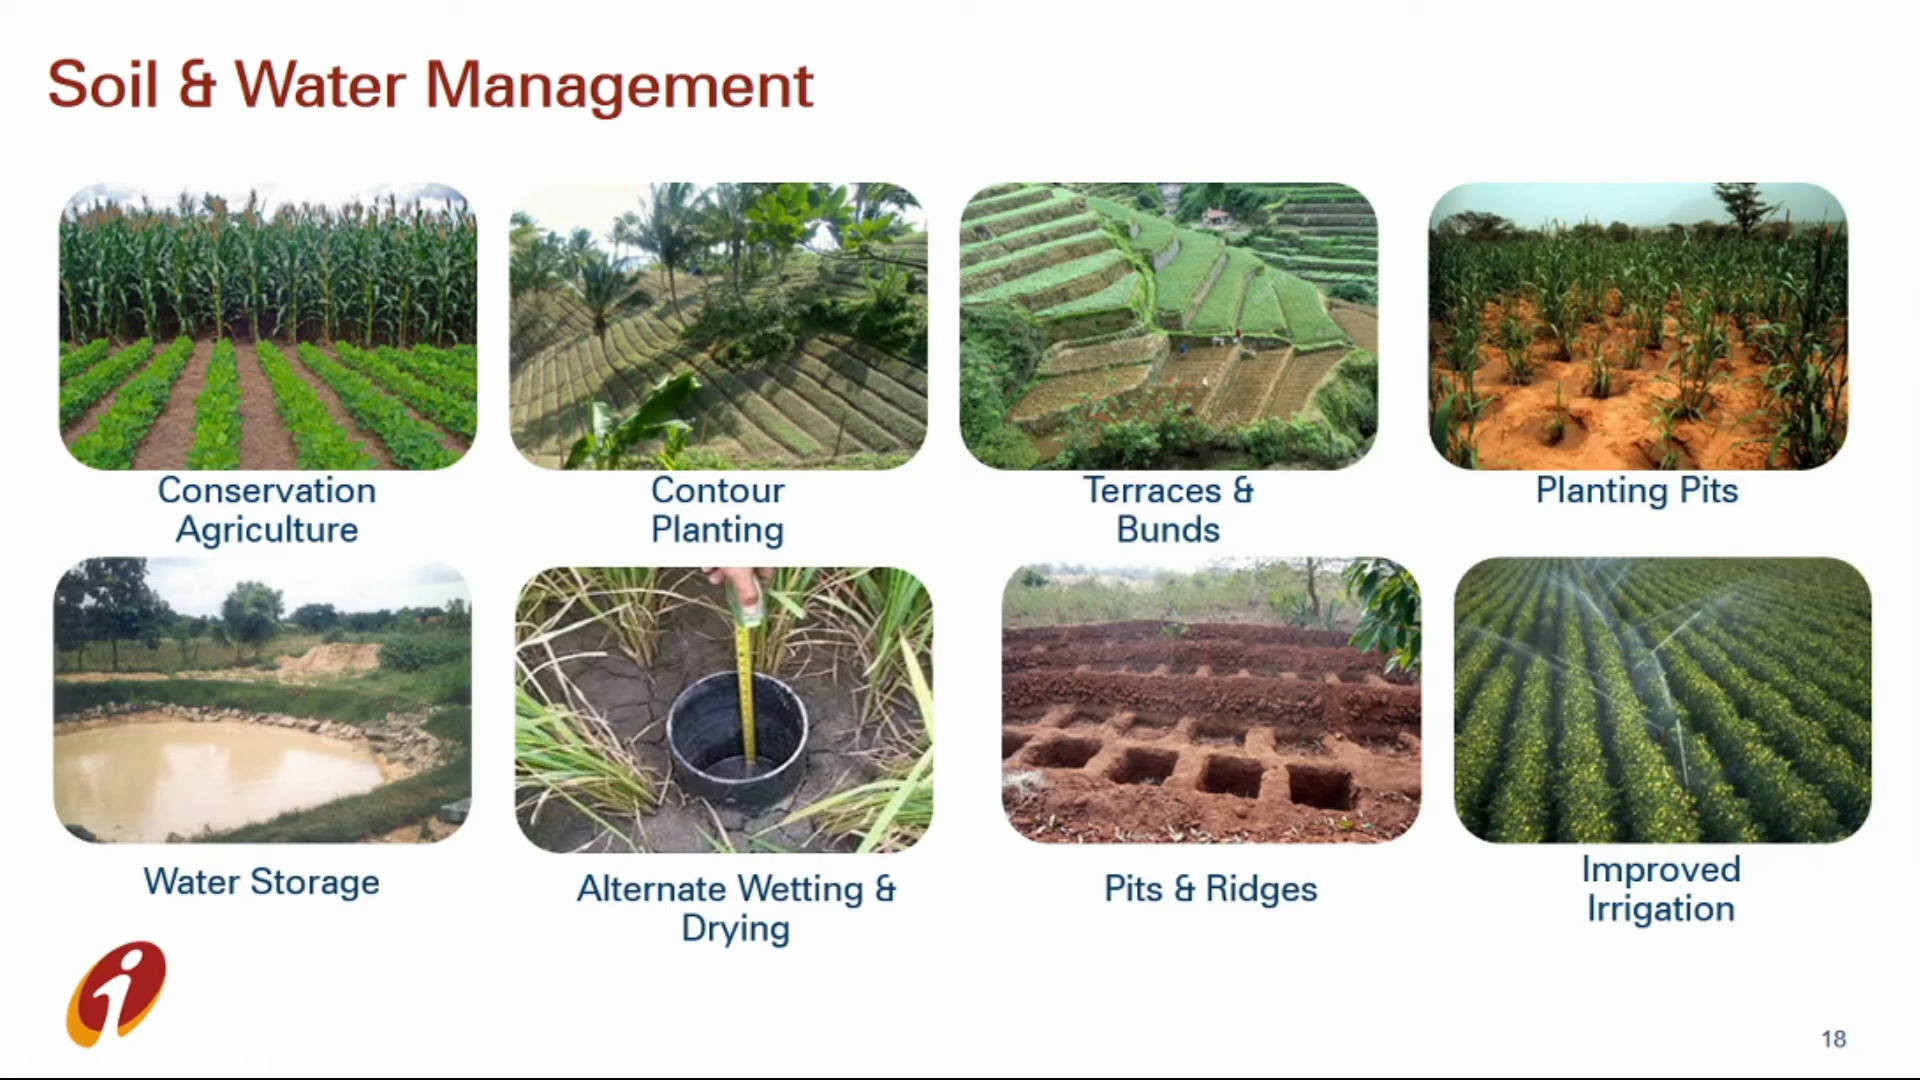 Soil & Water Management
Conservation
Agriculture
Contour
Planting
Terraces &
Bunds
Planting Pits
Water Storage
Alternate Wetting &
Drying
Pits & Ridges
Improved
Irrigation
18